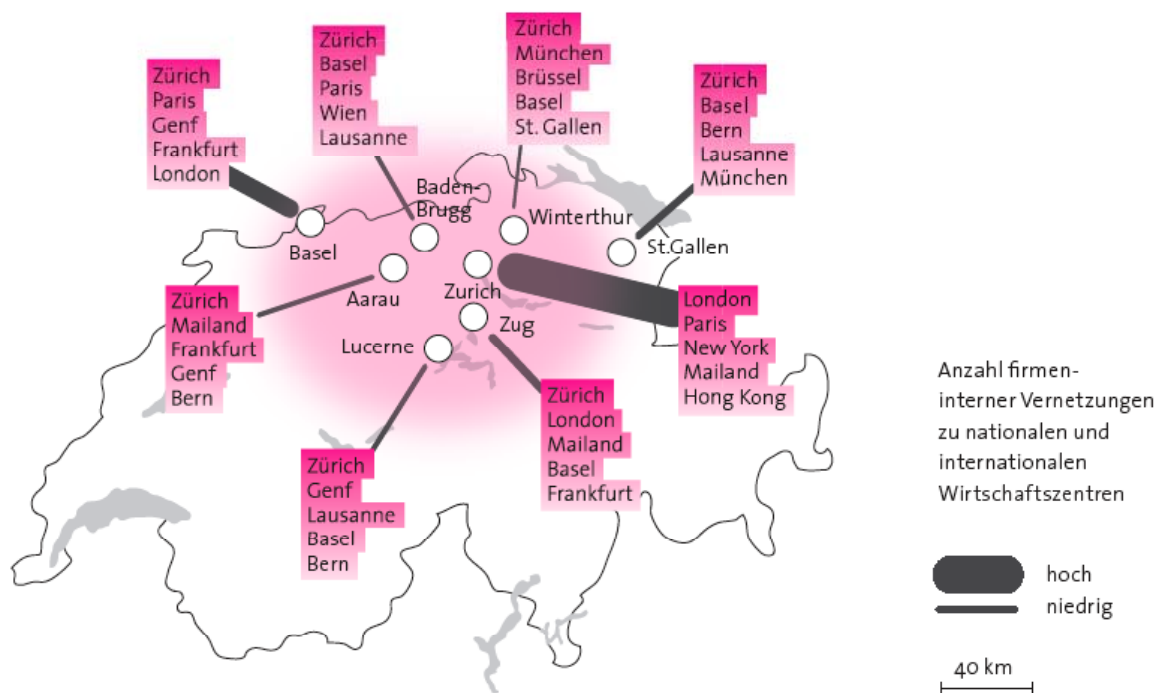 Zürich
Paris
Genf
Frankfurt
London
Zürich
Basel
Paris
Wien
Lausanne
Zürich
München
Brüssel
Basel
St. Gallen
Zürich
Basel
Bern
Lausanne
München
Baden-
Brugg
Winterthur
Basel
St.Gallen
Aarau
Zurich
Zug
Lucerne
Zürich
Mailand
Frankfurt
Genf
Bern
London
Paris
New York
Mailand
Hong Kong
Zürich
London
Mailand
Basel
Frankfurt
Zürich
Genf
Lausanne
Basel
Bern
Anzahl firmen-
interner Vernetzungen
zu nationalen und
internationalen
Wirtschaftszentren
hoch
niedrig
40 km